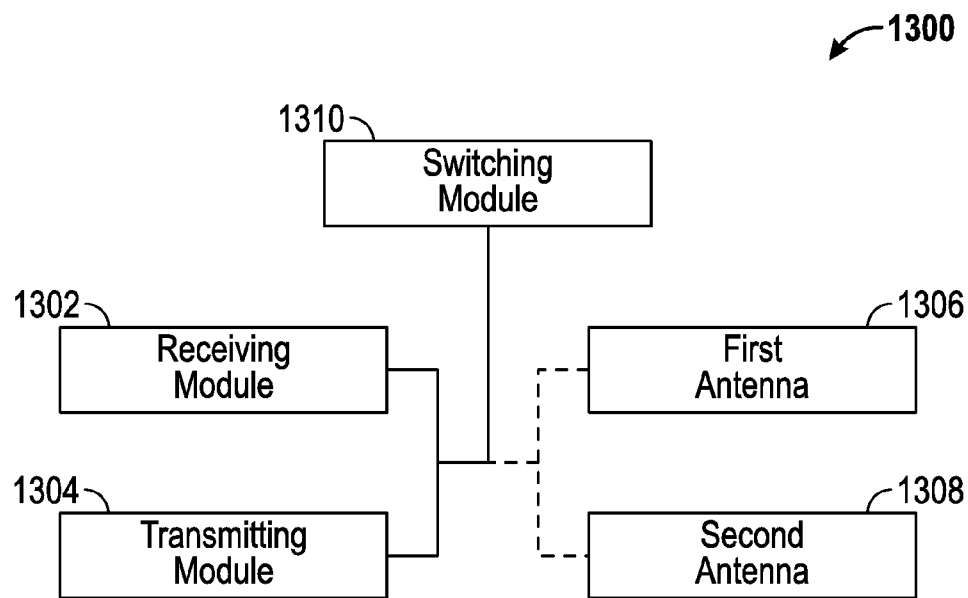 1300
1310
Switching
Module
1302
Receiving
Module
1306
First
Antenna
1304
Transmitting
Module
1308
Second
Antenna